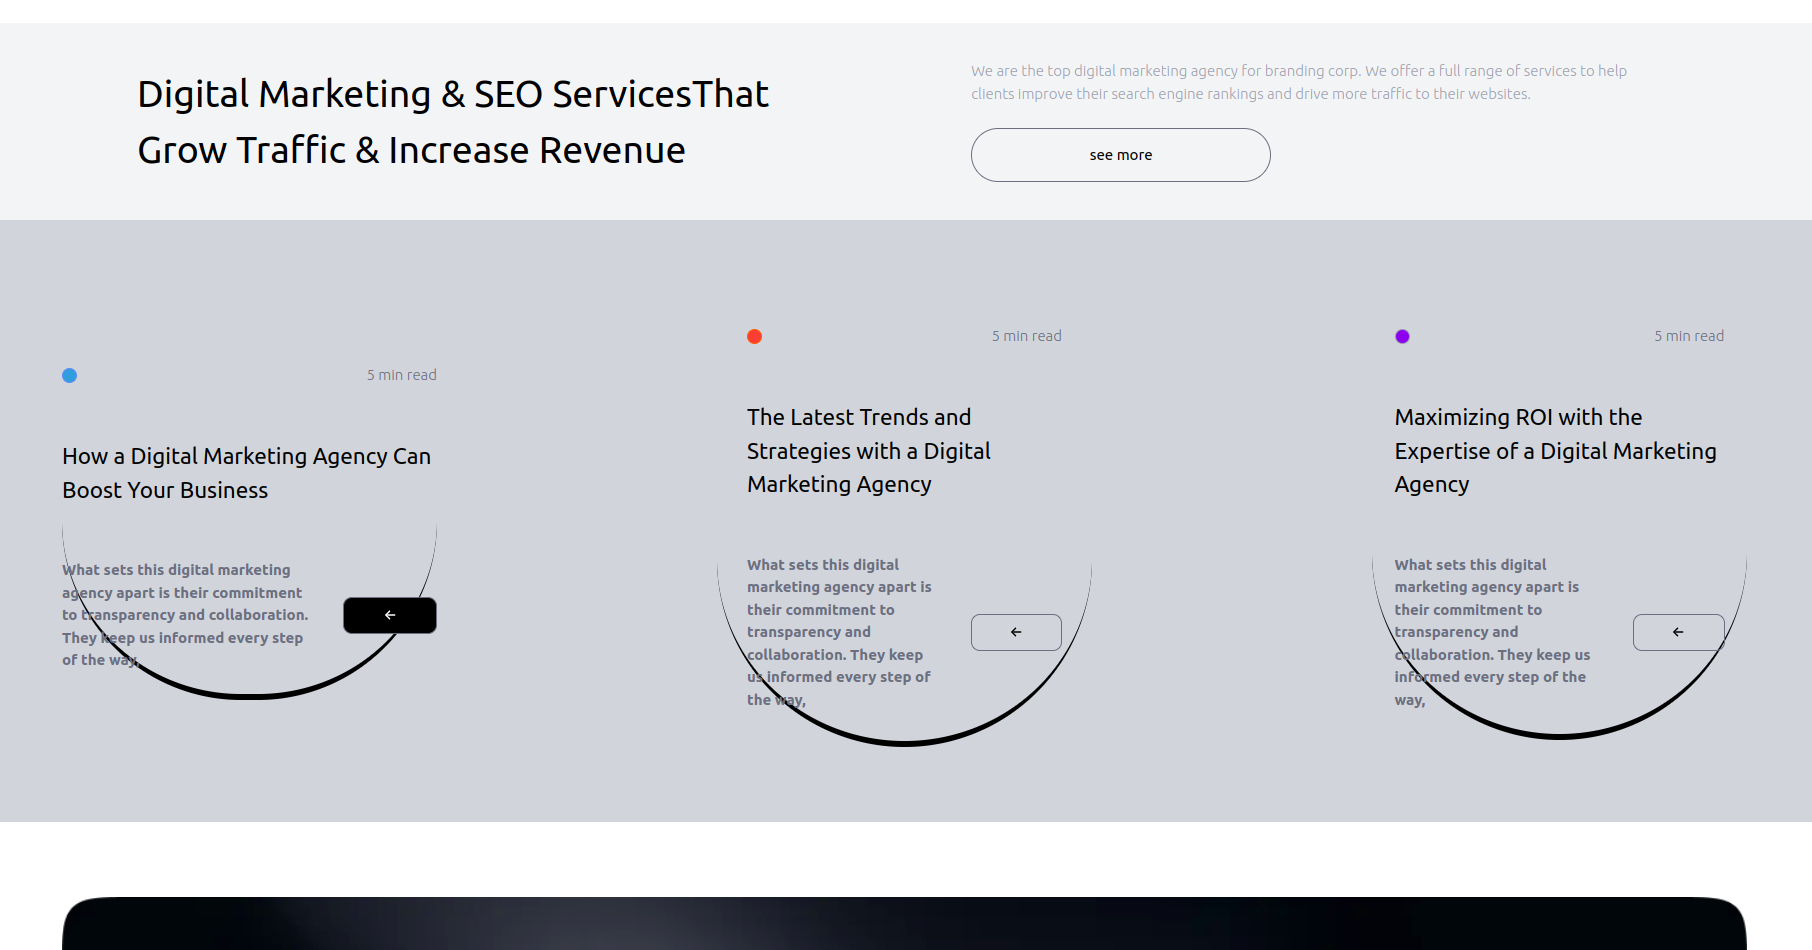 Digital Marketing & SEO ServicesThat
Grow Traffic & Increase Revenue
We are the top digital marketing agency for branding corp. We offer a full range of services to help
clients improve their search engine rankings and drive more traffic to their websites.
see more
5 min read
How a Digital Marketing Agency Can
Boost Your Business
What sets this digital marketing
agency apart is their commitment
to transparency and collaboration.
They keep us informed every step
of the way,
5 min read
The Latest Trends and
Strategies with a Digital
Marketing Agency
What sets this digital
marketing agency apart is
their commitment to
transparency and
collaboration. They keep
us informed every step of
the way,
5 min read
Maximizing ROI with the
Expertise of a Digital Marketing
Agency
What sets this digital
marketing agency apart is
their commitment to
transparency and
collaboration. They keep us
informed every step of the
way,